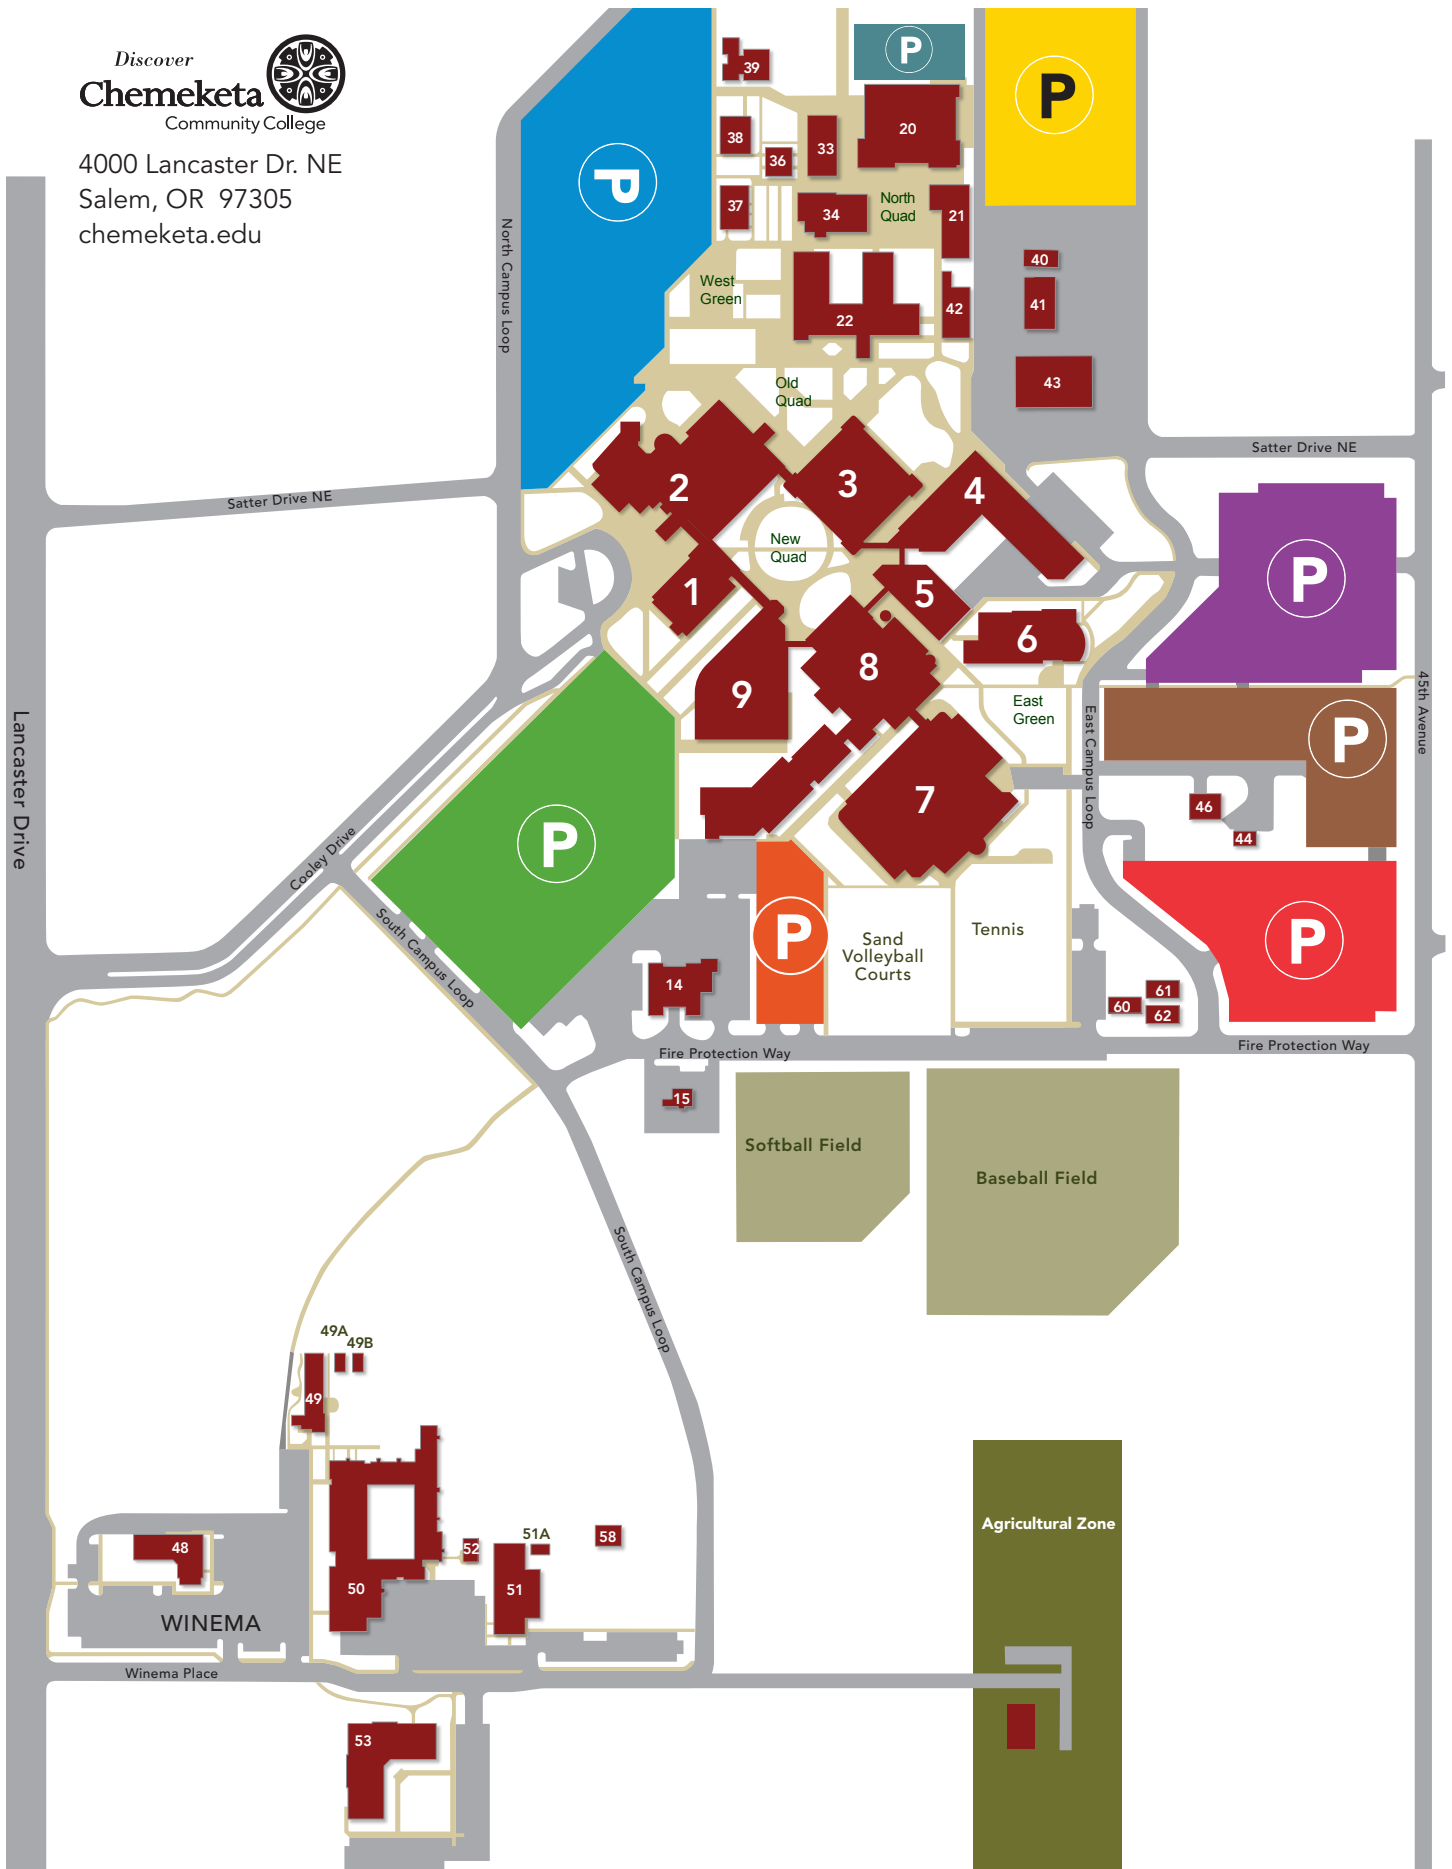 Discover
Chemeketa
Community College
4000 Lancaster Dr. NE
Salem, OR 97305
chemeketa.edu
39
P
P
P
38
36
33
20
37
34
North
Quad
21
North Campus Loop
West
Green
40
41
42
22
43
Old
Quad
Satter Drive NE
Satter Drive NE
2
3
4
New
Quad
1
5
6
P
8
9
East
Green
45th Avenue
East Campus Loop
Lancaster Drive
P
7
46
44
P
Cooley Drive
South Campus Loop
P
Sand
Volleyball
Courts
Tennis
P
14
61
60
62
Fire Protection Way
Fire Protection Way
15
Softball Field
Baseball Field
South Campus Loop
49A
49B
49
Agricultural Zone
48
52
51A
58
50
51
WINEMA
Winema Place
53